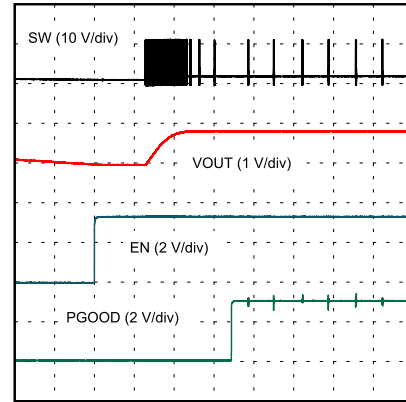 SW (10 V/div)
VOUT (1 V/div)
EN (2 V/div)
PGOOD (2 V/div)